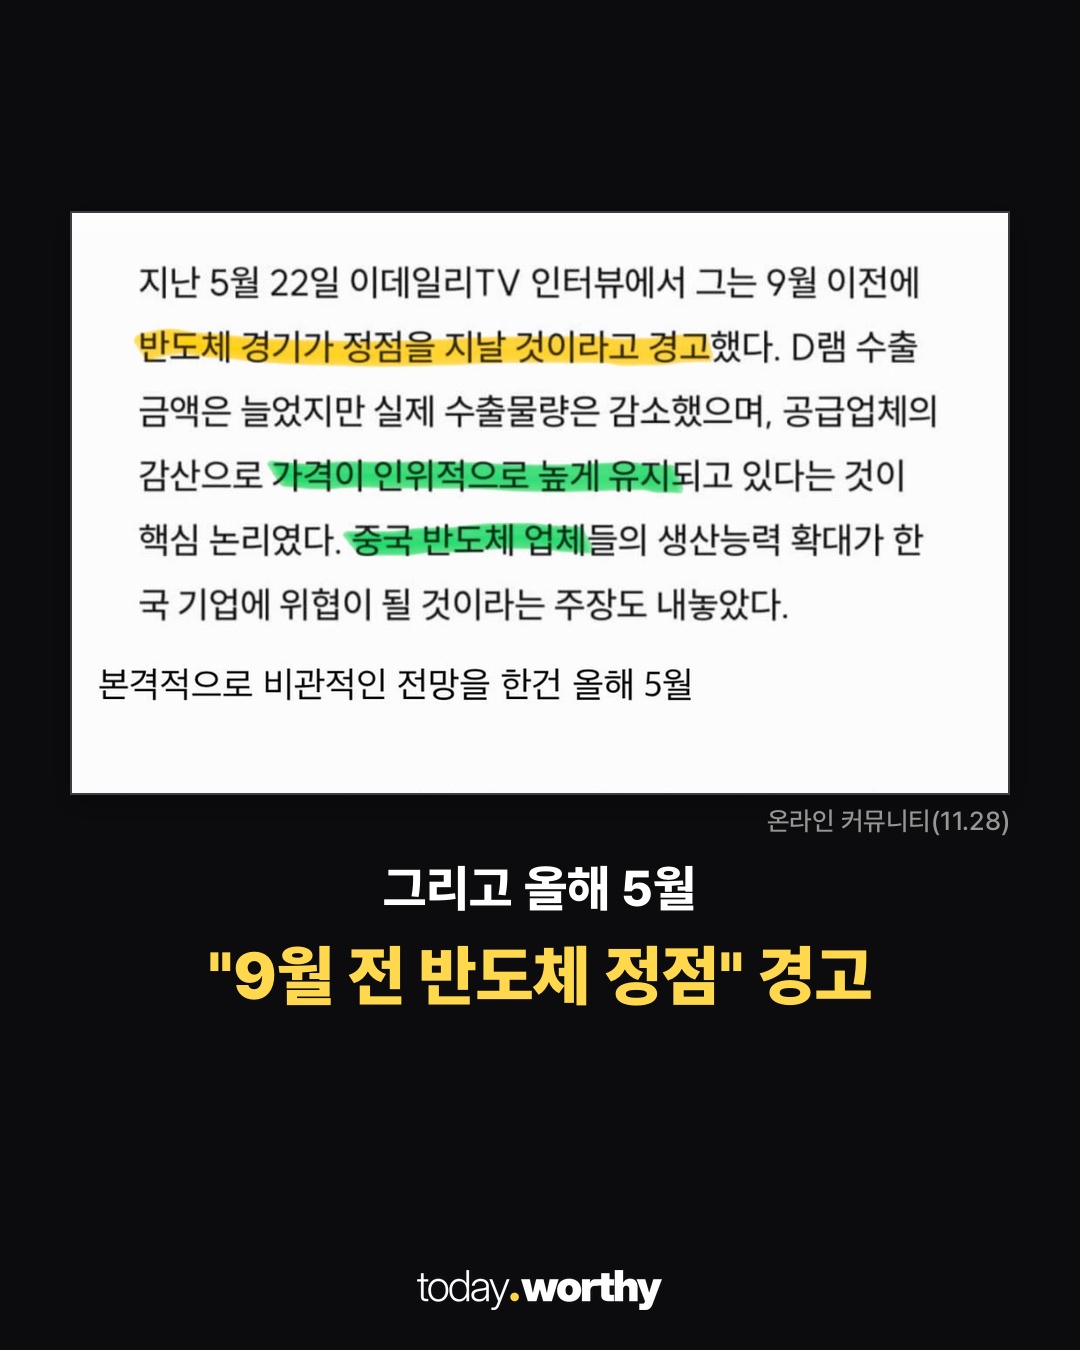 지난 5월 22일 이데일리TV 인터뷰에서 그는 9월 이전에
반도체 경기가 정점을 지날 것이라고 경고했다. D램 수출
금액은 늘었지만 실제 수출물량은 감소했으며, 공급업체의
감산으로 가격이 인위적으로 높게 유지되고 있다는 것이
핵심 논리였다. 중국 반도체 업체들의 생산능력 확대가 한
국 기업에 위협이 될 것이라는 주장도 내놓았다.
본격적으로 비관적인 전망을 한건 올해 5월
온라인 커뮤니티(11.28)
그리고 올해 5월
"9월 전 반도체 정점" 경고
today.worthy